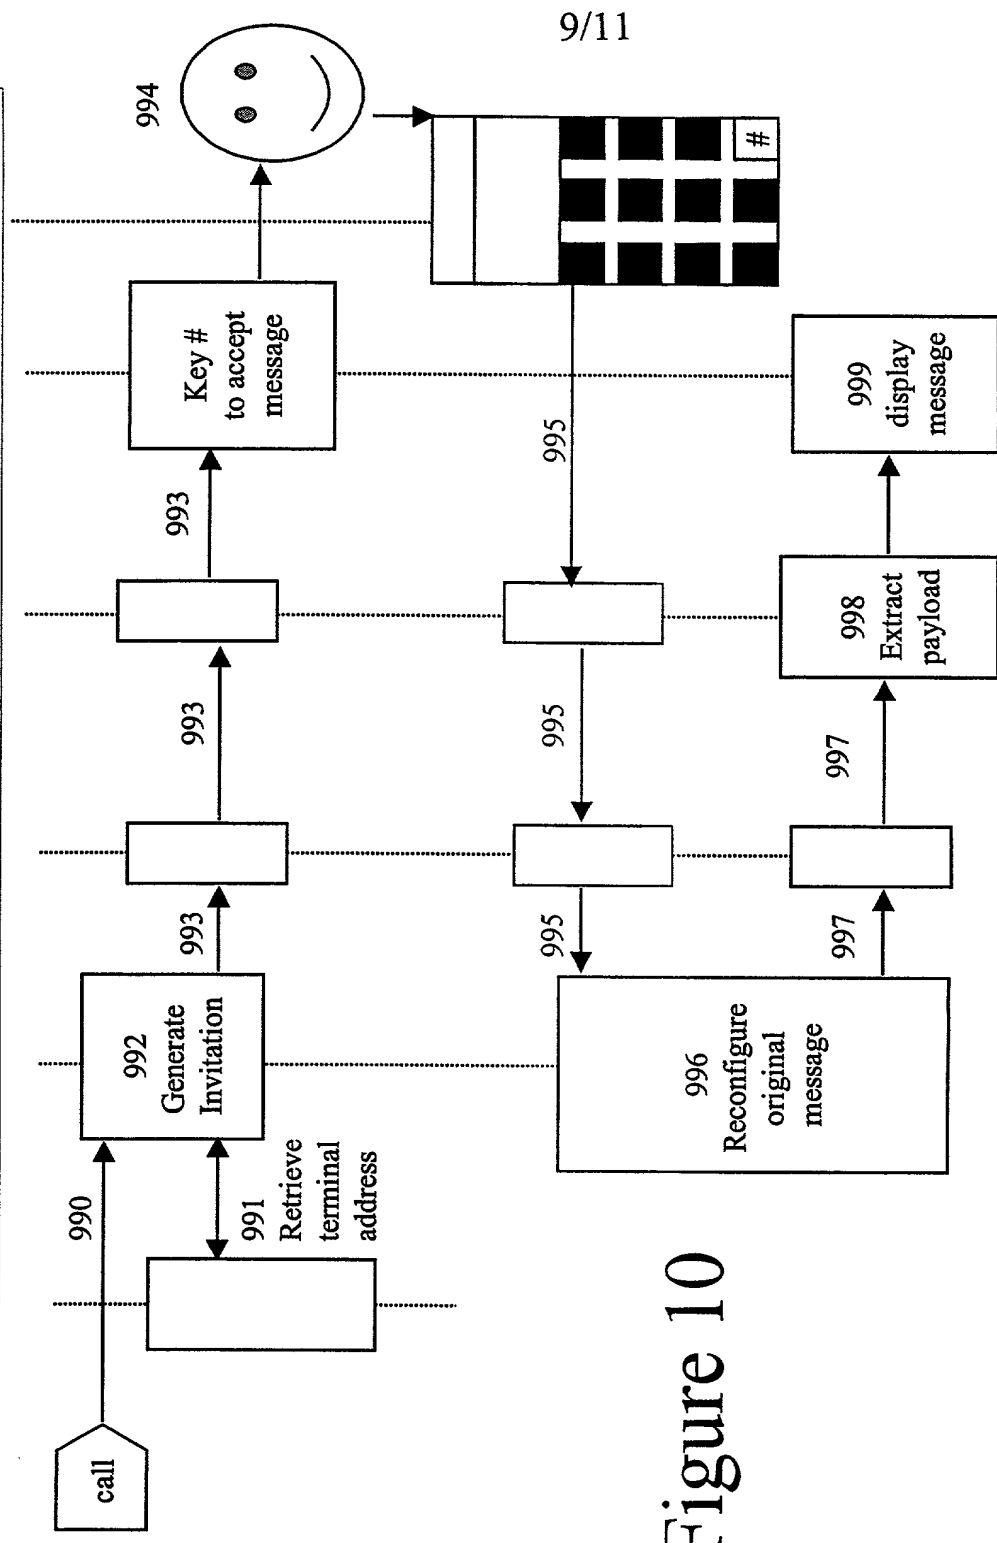 9/11
call
990
991
Retrieve
terminal
address
992
Generate
Invitation
993
993
993
Key #
to accept
message
994
#
995
995
995
996
Reconfigure
original
message
997
997
998
Extract
payload
999
display
message
Figure 10